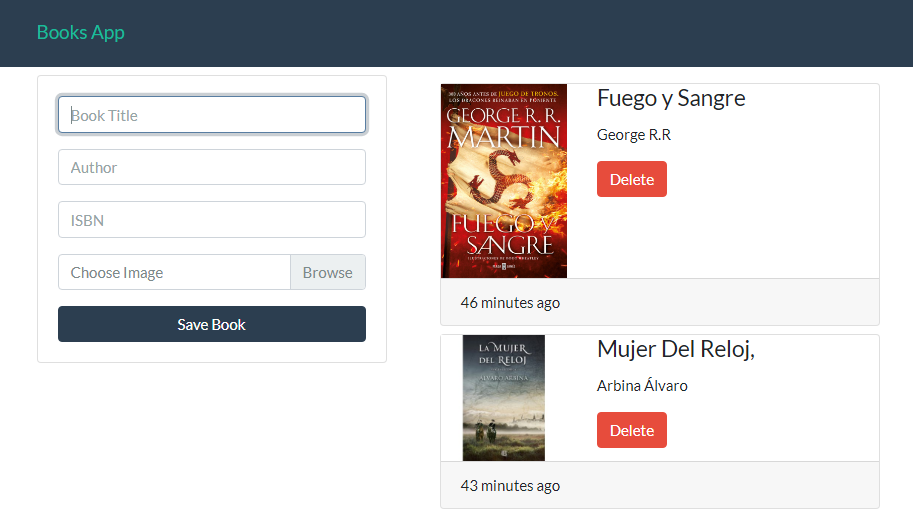 Books App
Book Title
Author
ISBN
Choose Image
Browse
Save Book
300 AÑOS ANTES DE JUEGO DE TRONOS,
LOS DRAGONES REINABAN EN PONIENTE
GEORGE R. R.
MARTIN
FUEGO Y
SANGRE
Fuego y Sangre
George R.R
Delete
46 minutes ago
LA MUJER
DEL RELOJ
ÁLVARO ARBINA
Mujer Del Reloj,
Arbina Álvaro
Delete
43 minutes ago